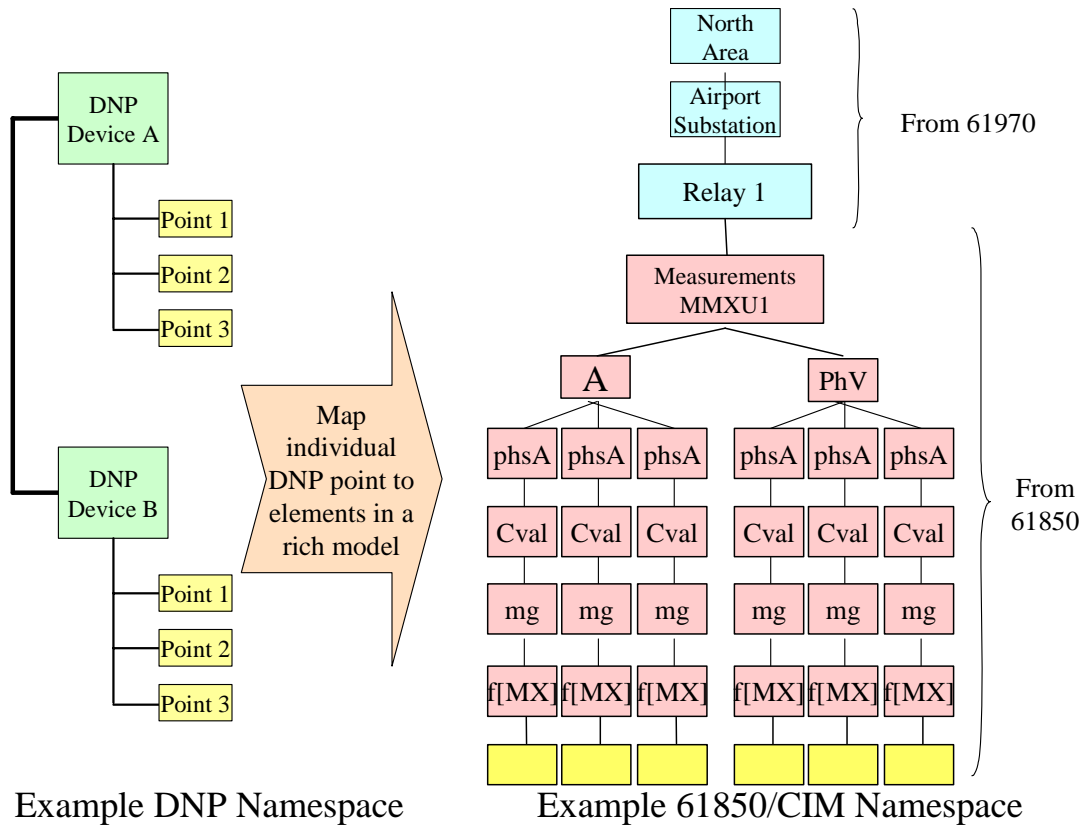 DNP
Device A
Point 1
Point 2
Point 3
DNP
Device B
Point 1
Point 2
Point 3
Map
individual
DNP point to
elements in a
rich model
North
Area
Airport
Substation
Relay 1
From 61970
Measurements
MMXU1
A
PhV
phsA phsA phsA phsA phsA phsA
Cval Cval Cval Cval Cval Cval
mg mg mg mg mg mg
f[MX] f[MX] f[MX] f[MX] f[MX] f[MX]
From
61850
Example DNP Namespace
Example 61850/CIM Namespace